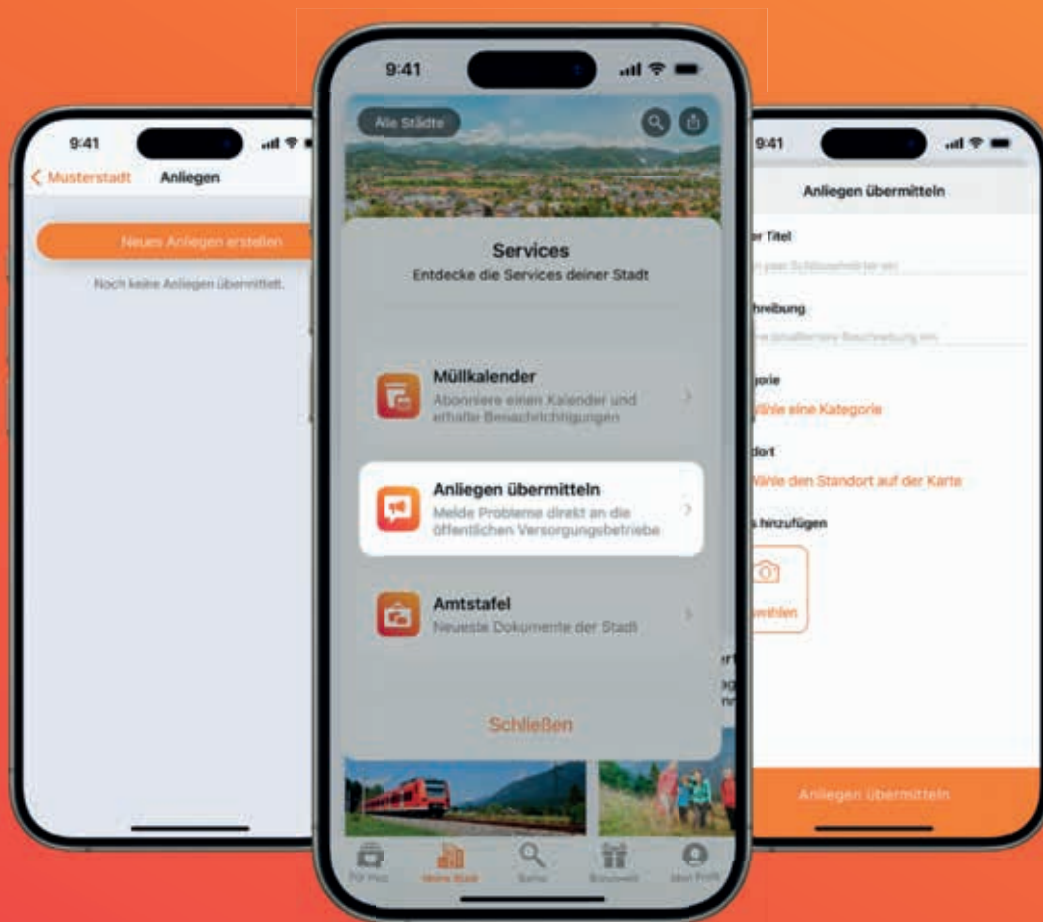 9:41
Musterstadt Anliegen
Neues Anliegen erstellen
Noch keine Anliegen übermittelt.
9:41
Alle Städte
Services
Entdecke die Services deiner Stadt
Müllkalender
Abonniere einen Kalender und
erhalte Benachrichtigungen
Anliegen übermitteln
Melde Probleme direkt an die
öffentlichen Versorgungsbetriebe
Amtstafel
Neueste Dokumente der Stadt
Schließen
Meine Stadt
Suche
Mein Profil
9:41
Anliegen übermitteln
er Titel
hreibung
gorie
Wähle eine Kategorie
dort
Wähle den Standort auf der Karte
s hinzufügen
wählen
Anliegen übermitteln